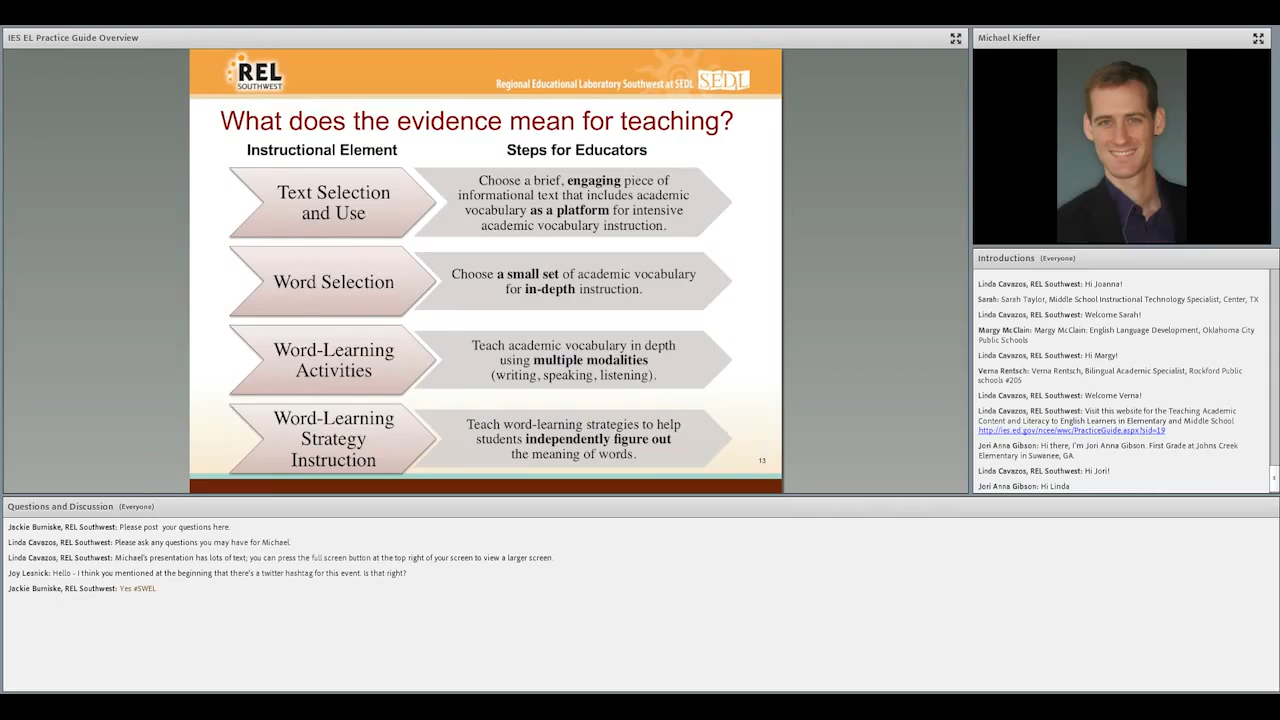 IES EL Practice Guide Overview
REL
SOUTHWEST
Regional Educational Laboratory Southwest at SEDL
SEDL
What does the evidence mean for teaching?
Instructional Element
Steps for Educators
Text Selection
and Use
Choose a brief, engaging piece of
informational text that includes academic
vocabulary as a platform for intensive
academic vocabulary instruction.
Word Selection
Choose a small set of academic vocabulary
for in-depth instruction.
Word-Learning
Activities
Teach academic vocabulary in depth
using multiple modalities
(writing, speaking, listening).
Word-Learning
Strategy
Instruction
Teach word-learning strategies to help
students independently figure out
the meaning of words.
13
Michael Kieffer
Introductions (Everyone)
Linda Cavazos, REL Southwest: Hi Joanna!
Sarah: Sarah Taylor, Middle School Instructional Technology Specialist, Center, TX
Linda Cavazos, REL Southwest: Welcome Sarah!
Margy McClain: Margy McClain: English Language Development, Oklahoma City
Public Schools
Linda Cavazos, REL Southwest: Hi Margy!
Verna Rentsch: Verna Rentsch, Bilingual Academic Specialist, Rockford Public
schools #205
Linda Cavazos, REL Southwest: Welcome Verna!
Linda Cavazos, REL Southwest: Visit this website for the Teaching Academic
Content and Literacy to English Learners in Elementary and Middle School
http://ies.ed.gov/ncee/wwc/PracticeGuide.aspx?sid=19
Jori Anna Gibson: Hi there, I'm Jori Anna Gibson. First Grade at Johns Creek
Elementary in Suwanee, GA.
Linda Cavazos, REL Southwest: Hi Jori!
Jori Anna Gibson: Hi Linda
Questions and Discussion (Everyone)
Jackie Burniske, REL Southwest: Please post your questions here.
Linda Cavazos, REL Southwest: Please ask any questions you may have for Michael.
Linda Cavazos, REL Southwest: Michael's presentation has lots of text; you can press the full screen button at the top right of your screen to view a larger screen.
Joy Lesnick: Hello - I think you mentioned at the beginning that there's a twitter hashtag for this event. Is that right?
Jackie Burniske, REL Southwest: Yes #SWEL